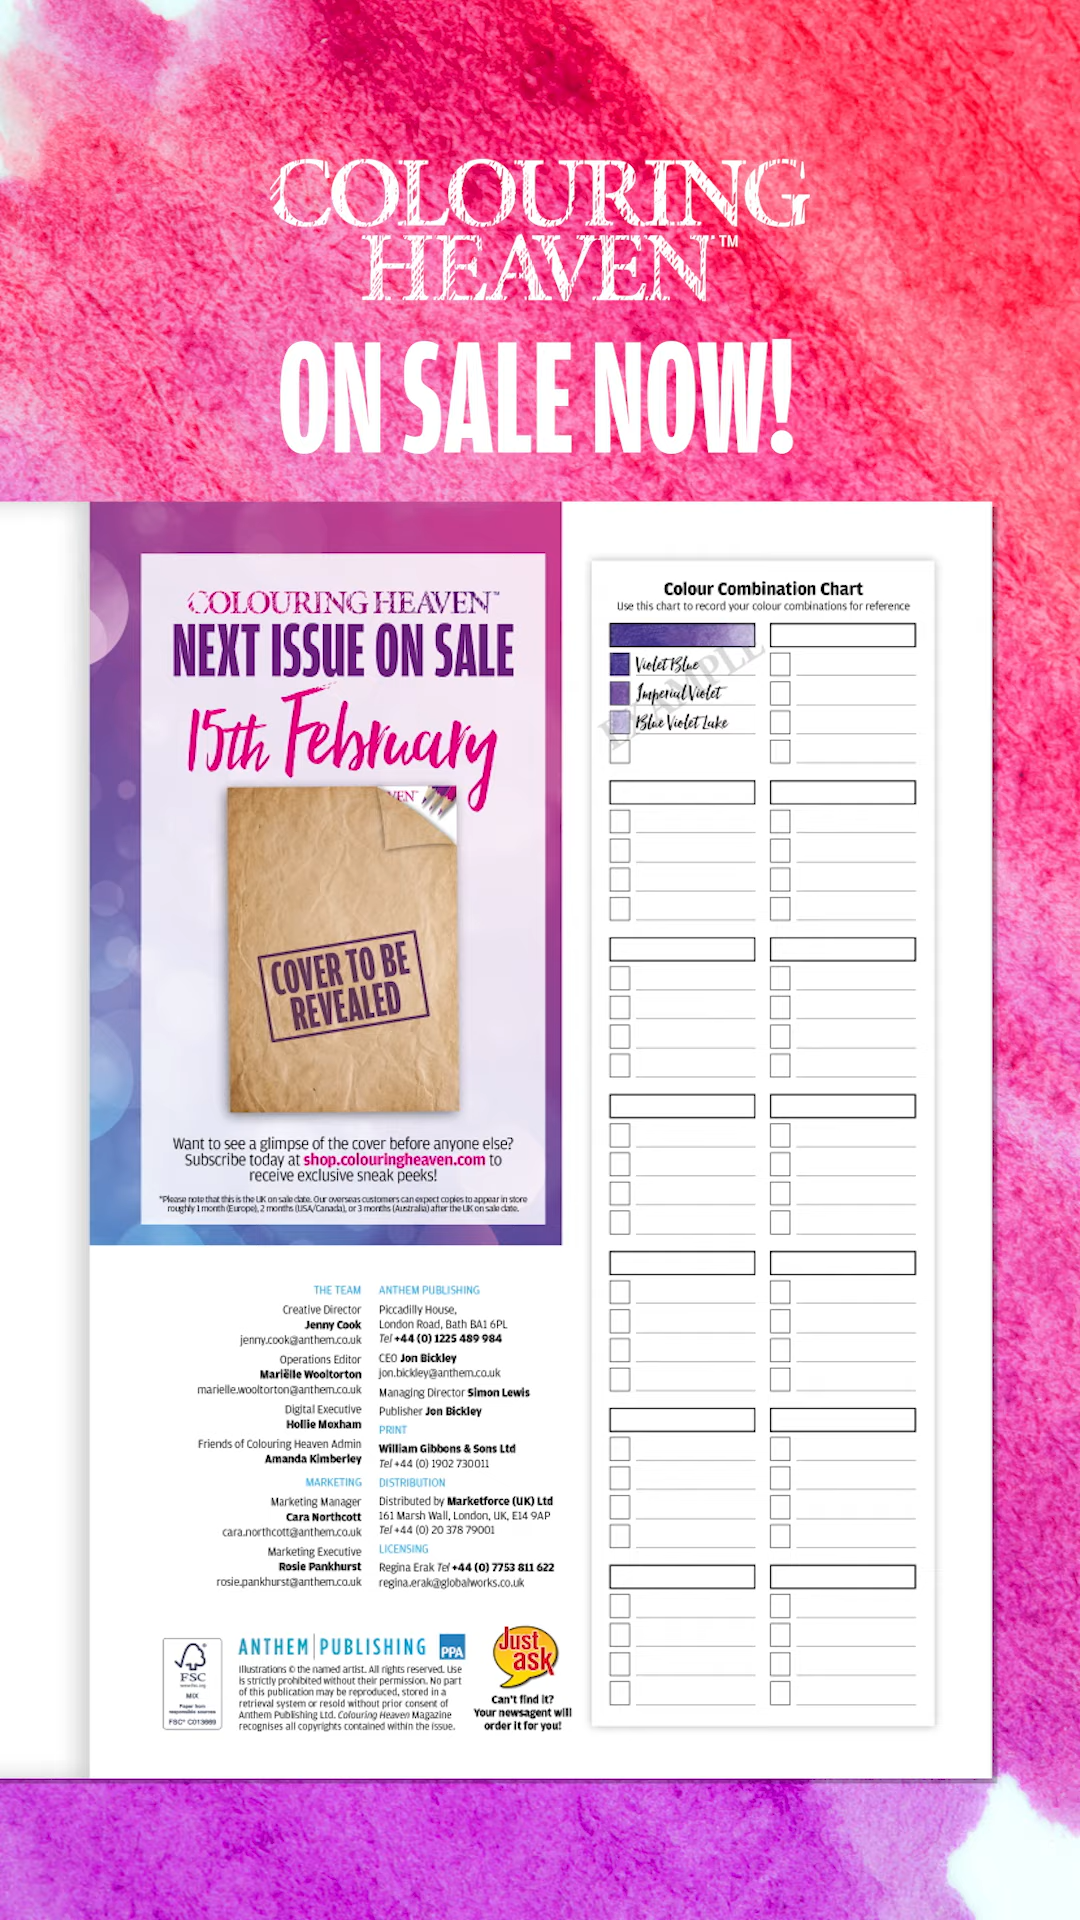 COLOURING
HEAVEN™
ON SALE NOW!
COLOURING HEAVEN™
NEXT ISSUE ON SALE
15th February
VEN™
COVER TO BE
REVEALED
Want to see a glimpse of the cover before anyone else?
Subscribe today at shop.colouringheaven.com to
receive exclusive sneak peeks!
*Please note that this is the UK on sale date. Our overseas customers can expect copies to appear in store
roughly 1 month (Europe), 2 months (USA/Canada), or 3 months (Australia) after the UK on sale date.
THE TEAM
Creative Director
Jenny Cook
jenny.cook@anthem.co.uk
Operations Editor
Mariëlle Wooltorton
marielle.wooltorton@anthem.co.uk
Digital Executive
Hollie Moxham
Friends of Colouring Heaven Admin
Amanda Kimberley
MARKETING
Marketing Manager
Cara Northcott
cara.northcott@anthem.co.uk
Marketing Executive
Rosie Pankhurst
rosie.pankhurst@anthem.co.uk
ANTHEM PUBLISHING
Piccadilly House,
London Road, Bath BA1 6PL
Tel +44 (0) 1225 489 984
CEO Jon Bickley
jon.bickley@anthem.co.uk
Managing Director Simon Lewis
Publisher Jon Bickley
PRINT
William Gibbons & Sons Ltd
Tel +44 (0) 1902 730011
DISTRIBUTION
Distributed by Marketforce (UK) Ltd
161 Marsh Wall, London, UK, E14 9AP
Tel +44 (0) 20 378 79001
LICENSING
Regina Erak Tel +44 (0) 7753 811 622
regina.erak@globalworks.co.uk
FSC
www.fsc.org
MIX
Paper from
responsible sources
FSC® C013669
ANTHEM PUBLISHING
PPA
Illustrations © the named artist. All rights reserved. Use
is strictly prohibited without their permission. No part
of this publication may be reproduced, stored in a
retrieval system or resold without prior consent of
Anthem Publishing Ltd. Colouring Heaven Magazine
recognises all copyrights contained within the issue.
Just
ask
Can't find it?
Your newsagent will
order it for you!
Colour Combination Chart
Use this chart to record your colour combinations for reference
EXAMPLE
Violet Blue
Imperial Violet
Blue Violet Lake